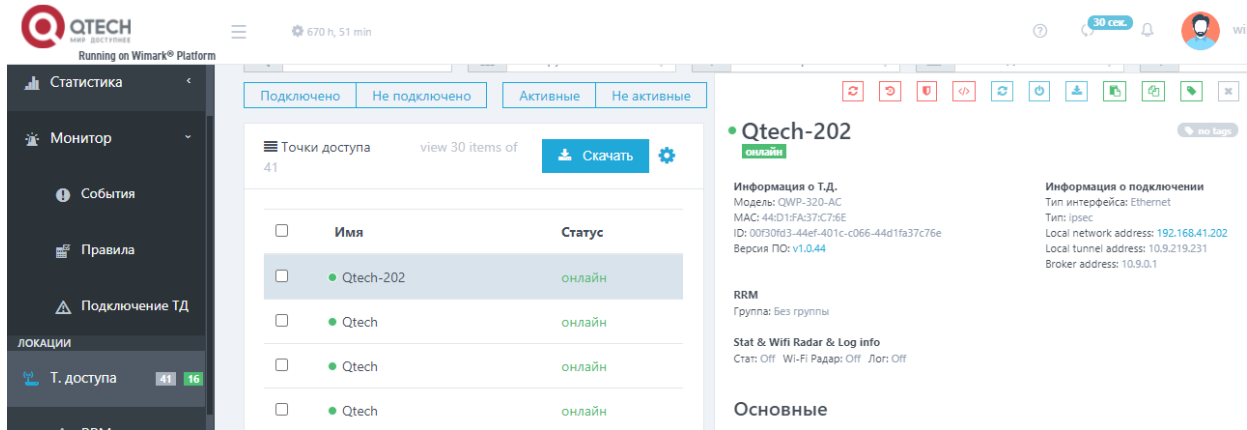 QTECH
МИР ДОСТУПНЕЕ
Running on Wimark® Platform
670 h, 51 min
30 сек.
wi
Статистика
Монитор
События
Правила
Подключение ТД
ЛОКАЦИИ
Т. доступа 41 16
Подключено Не подключено Активные Не активные
Точки доступа view 30 items of
41
Скачать
Имя Статус
Qtech-202 онлайн
Qtech онлайн
Qtech онлайн
Qtech онлайн
Qtech-202
no tags
онлайн
Информация о Т.Д.
Модель: QWP-320-AC
MAC: 44:D1:FA:37:C7:6E
ID: 00f30fd3-44ef-401c-c066-44d1fa37c76e
Версия ПО: v1.0.44
Информация о подключении
Тип интерфейса: Ethernet
Тип: ipsec
Local network address: 192.168.41.202
Local tunnel address: 10.9.219.231
Broker address: 10.9.0.1
RRM
Группа: Без группы
Stat & Wifi Radar & Log info
Стат: Off Wi-Fi Радар: Off Лог: Off
Основные